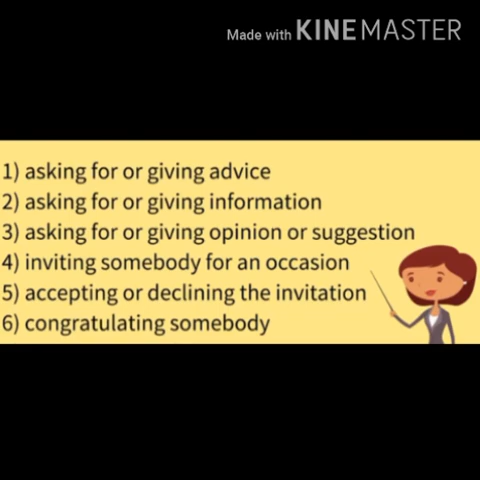 Made with KINEMASTER
1) asking for or giving advice
2) asking for or giving information
3) asking for or giving opinion or suggestion
4) inviting somebody for an occasion
5) accepting or declining the invitation
6) congratulating somebody